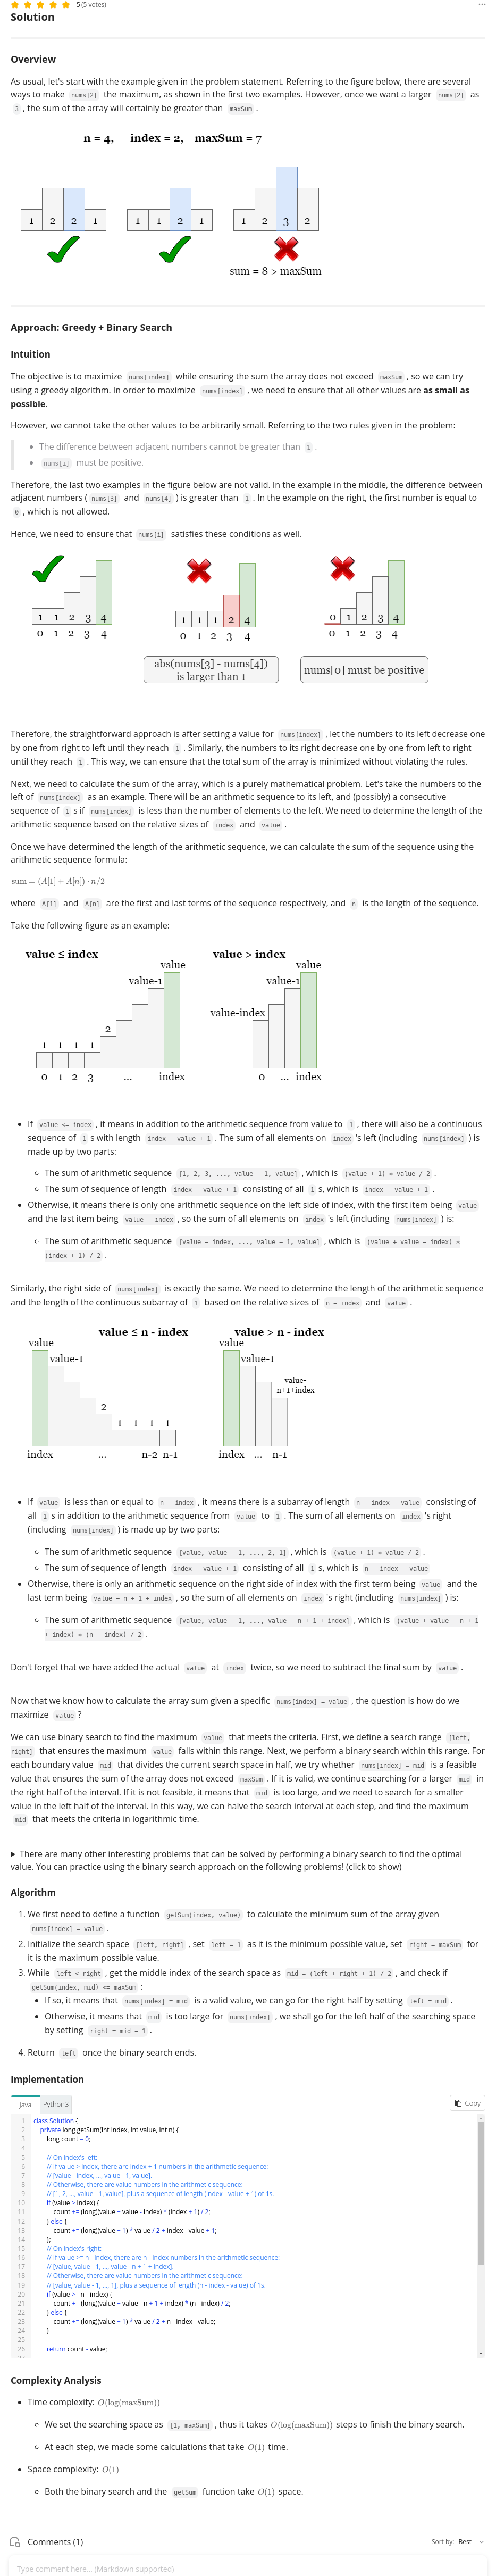 5 (5 votes)
Solution
Overview
As usual, let's start with the example given in the problem statement. Referring to the figure below, there are several
ways to make nums[2] the maximum, as shown in the first two examples. However, once we want a larger nums[2] as
3 , the sum of the array will certainly be greater than maxSum .
n = 4, index = 2, maxSum = 7
1 2 2 1 1 1 2 1 1 2 3 2
sum = 8 > maxSum
Approach: Greedy + Binary Search
Intuition
The objective is to maximize nums[index] while ensuring the sum the array does not exceed maxSum , so we can try
using a greedy algorithm. In order to maximize nums[index] , we need to ensure that all other values are as small as
possible.
However, we cannot take the other values to be arbitrarily small. Referring to the two rules given in the problem:
The difference between adjacent numbers cannot be greater than 1 .
nums[i] must be positive.
Therefore, the last two examples in the figure below are not valid. In the example in the middle, the difference between
adjacent numbers ( nums[3] and nums[4] ) is greater than 1 . In the example on the right, the first number is equal to
0 , which is not allowed.
Hence, we need to ensure that nums[i] satisfies these conditions as well.
1 1 2 3 4 1 1 1 2 4 0 1 2 3 4
0 1 2 3 4 0 1 2 3 4 0 1 2 3 4
abs(nums[3] - nums[4])
is larger than 1
nums[0] must be positive
Therefore, the straightforward approach is after setting a value for nums[index] , let the numbers to its left decrease one
by one from right to left until they reach 1 . Similarly, the numbers to its right decrease one by one from left to right
until they reach 1 . This way, we can ensure that the total sum of the array is minimized without violating the rules.
Next, we need to calculate the sum of the array, which is a purely mathematical problem. Let's take the numbers to the
left of nums[index] as an example. There will be an arithmetic sequence to its left, and (possibly) a consecutive
sequence of 1 s if nums[index] is less than the number of elements to the left. We need to determine the length of the
arithmetic sequence based on the relative sizes of index and value .
Once we have determined the length of the arithmetic sequence, we can calculate the sum of the sequence using the
arithmetic sequence formula:
sum = (A[1] + A[n]) · n/2
where A[1] and A[n] are the first and last terms of the sequence respectively, and n is the length of the sequence.
Take the following figure as an example:
value ≤ index value > index
value value
value-1 value-1
value-index
2
1 1 1 1
0 1 2 3 ... index 0 ... index
If value <= index , it means in addition to the arithmetic sequence from value to 1 , there will also be a continuous
sequence of 1 s with length index - value + 1 . The sum of all elements on index 's left (including nums[index] ) is
made up by two parts:
The sum of arithmetic sequence [1, 2, 3, ..., value - 1, value] , which is (value + 1) * value / 2 .
The sum of sequence of length index - value + 1 consisting of all 1 s, which is index - value + 1 .
Otherwise, it means there is only one arithmetic sequence on the left side of index, with the first item being value
and the last item being value - index , so the sum of all elements on index 's left (including nums[index] ) is:
The sum of arithmetic sequence [value - index, ..., value - 1, value] , which is (value + value - index) *
(index + 1) / 2 .
Similarly, the right side of nums[index] is exactly the same. We need to determine the length of the arithmetic sequence
and the length of the continuous subarray of 1 based on the relative sizes of n - index and value .
value ≤ n - index value > n - index
value value
value-1 value-1
value-
n+1+index
2
1 1 1 1
index ... n-2 n-1 index ... n-1
If value is less than or equal to n - index , it means there is a subarray of length n - index - value consisting of
all 1 s in addition to the arithmetic sequence from value to 1 . The sum of all elements on index 's right
(including nums[index] ) is made up by two parts:
The sum of arithmetic sequence [value, value - 1, ..., 2, 1] , which is (value + 1) * value / 2 .
The sum of sequence of length index - value + 1 consisting of all 1 s, which is n - index - value
Otherwise, there is only an arithmetic sequence on the right side of index with the first term being value and the
last term being value - n + 1 + index , so the sum of all elements on index 's right (including nums[index] ) is:
The sum of arithmetic sequence [value, value - 1, ..., value - n + 1 + index] , which is (value + value - n + 1
+ index) * (n - index) / 2 .
Don't forget that we have added the actual value at index twice, so we need to subtract the final sum by value .
Now that we know how to calculate the array sum given a specific nums[index] = value , the question is how do we
maximize value ?
We can use binary search to find the maximum value that meets the criteria. First, we define a search range [left,
right] that ensures the maximum value falls within this range. Next, we perform a binary search within this range. For
each boundary value mid that divides the current search space in half, we try whether nums[index] = mid is a feasible
value that ensures the sum of the array does not exceed maxSum . If it is valid, we continue searching for a larger mid in
the right half of the interval. If it is not feasible, it means that mid is too large, and we need to search for a smaller
value in the left half of the interval. In this way, we can halve the search interval at each step, and find the maximum
mid that meets the criteria in logarithmic time.
There are many other interesting problems that can be solved by performing a binary search to find the optimal
value. You can practice using the binary search approach on the following problems! (click to show)
Algorithm
1. We first need to define a function getSum(index, value) to calculate the minimum sum of the array given
nums[index] = value .
2. Initialize the search space [left, right] , set left = 1 as it is the minimum possible value, set right = maxSum for
it is the maximum possible value.
3. While left < right , get the middle index of the search space as mid = (left + right + 1) / 2 , and check if
getSum(index, mid) <= maxSum :
If so, it means that nums[index] = mid is a valid value, we can go for the right half by setting left = mid .
Otherwise, it means that mid is too large for nums[index] , we shall go for the left half of the searching space
by setting right = mid - 1 .
4. Return left once the binary search ends.
Implementation
Java Python3 Copy
1 class Solution {
2 private long getSum(int index, int value, int n) {
3 long count = 0;
4
5 // On index's left:
6 // If value > index, there are index + 1 numbers in the arithmetic sequence:
7 // [value - index, ..., value - 1, value].
8 // Otherwise, there are value numbers in the arithmetic sequence:
9 // [1, 2, ..., value - 1, value], plus a sequence of length (index - value + 1) of 1s.
10 if (value > index) {
11 count += (long)(value + value - index) * (index + 1) / 2;
12 } else {
13 count += (long)(value + 1) * value / 2 + index - value + 1;
14 };
15 // On index's right:
16 // If value >= n - index, there are n - index numbers in the arithmetic sequence:
17 // [value, value - 1, ..., value - n + 1 + index].
18 // Otherwise, there are value numbers in the arithmetic sequence:
19 // [value, value - 1, ..., 1], plus a sequence of length (n - index - value) of 1s.
20 if (value >= n - index) {
21 count += (long)(value + value - n + 1 + index) * (n - index) / 2;
22 } else {
23 count += (long)(value + 1) * value / 2 + n - index - value;
24 }
25
26 return count - value;
Complexity Analysis
Time complexity: O(log(maxSum))
We set the searching space as [1, maxSum] , thus it takes O(log(maxSum)) steps to finish the binary search.
At each step, we made some calculations that take O(1) time.
Space complexity: O(1)
Both the binary search and the getSum function take O(1) space.
Comments (1) Sort by: Best
Type comment here... (Markdown supported)